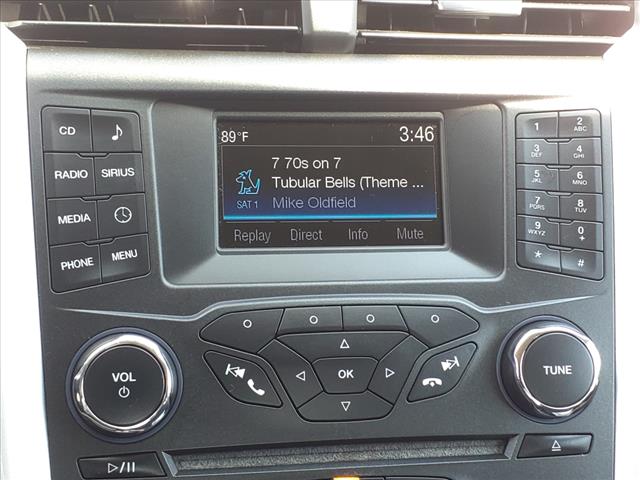 89°F 3:46
7 70s on 7
Tubular Bells (Theme ...
SAT 1 Mike Oldfield
Replay Direct Info Mute
CD
RADIO SIRIUS
MEDIA
PHONE MENU
1 2 ABC
3 DEF 4 GHI
5 JKL 6 MNO
7 PQRS 8 TUV
9 WXYZ 0 +
* #
VOL
OK
TUNE